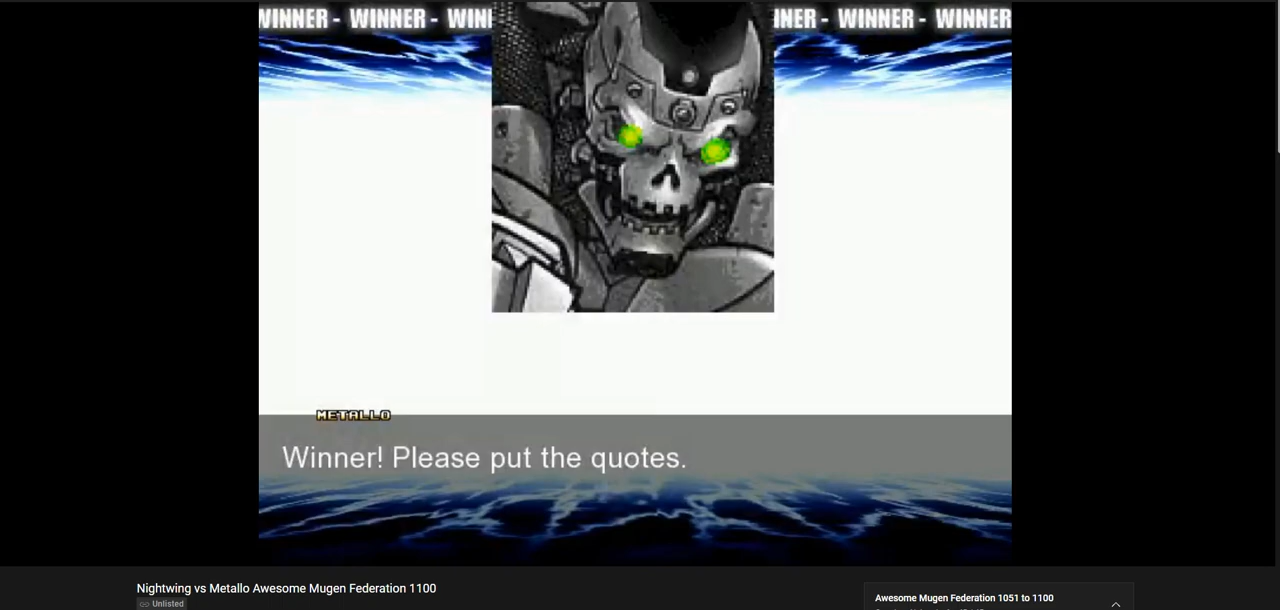 WINNER - WINNER - WINNER - WINNER - WINNER
METALLO
Winner! Please put the quotes.
Nightwing vs Metallo Awesome Mugen Federation 1100
Unlisted
Awesome Mugen Federation 1051 to 1100